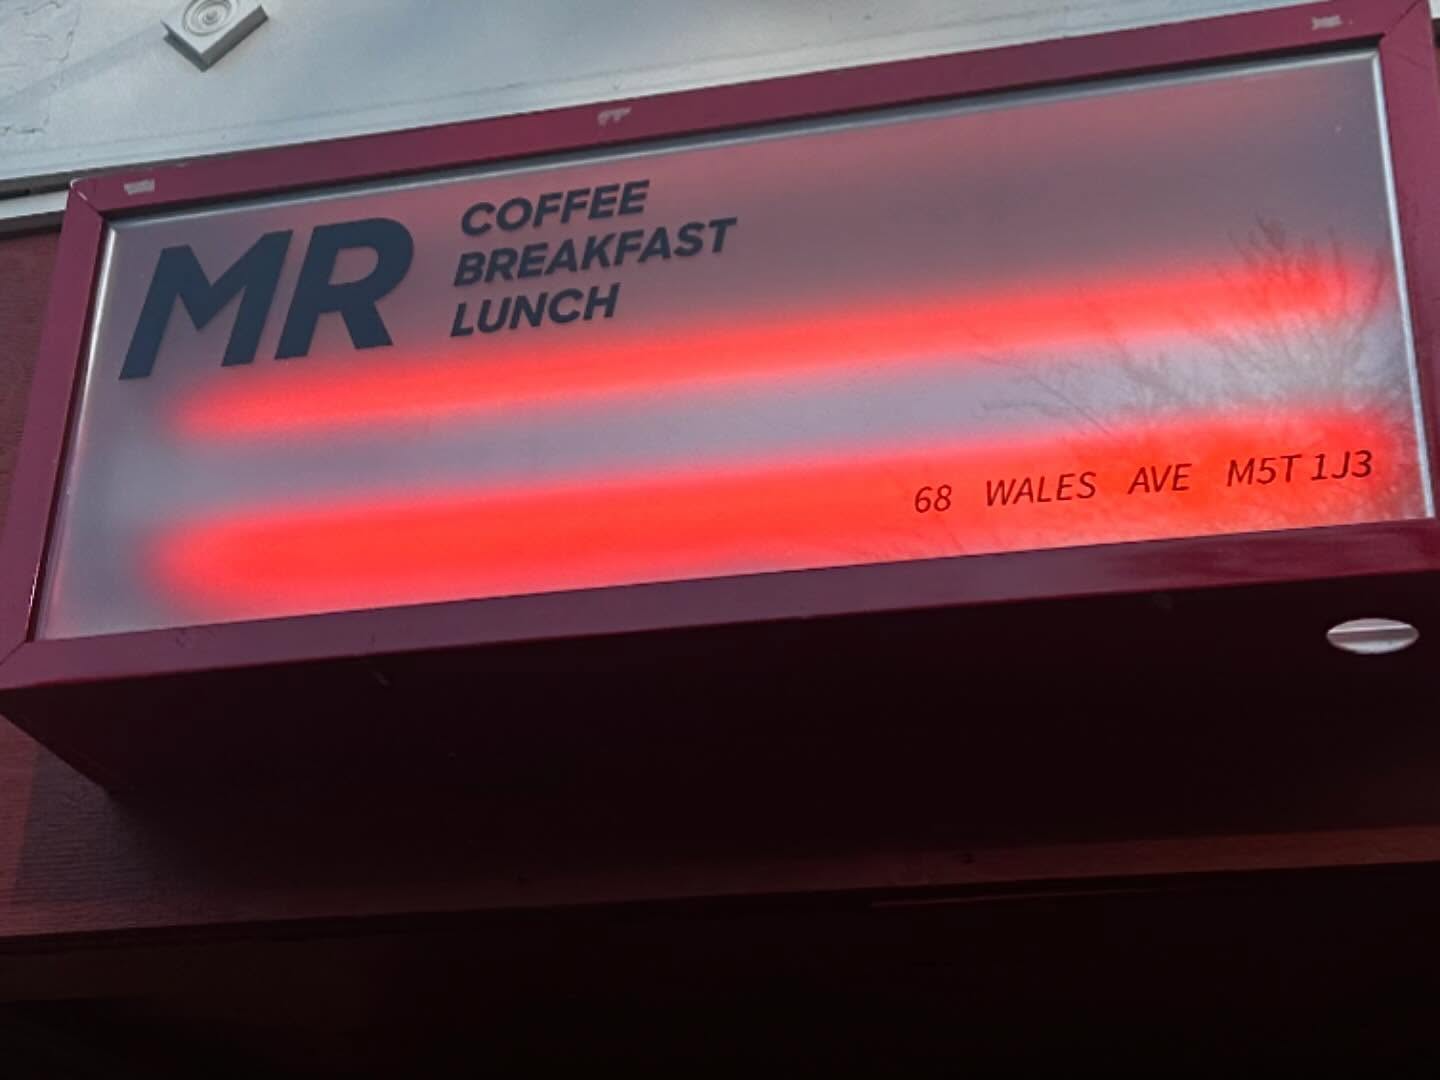 MR
COFFEE
BREAKFAST
LUNCH
68 WALES AVE M5T 1J3